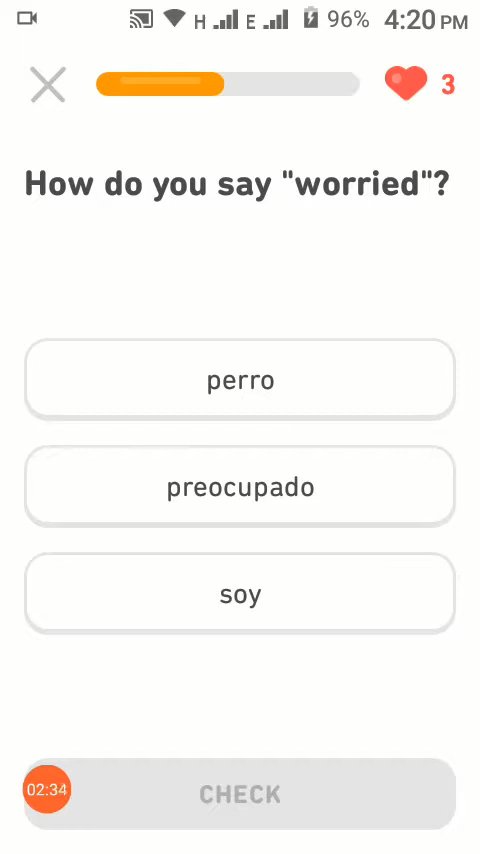 H E 96% 4:20 PM
3
How do you say "worried"?
perro
preocupado
soy
02:34 CHECK